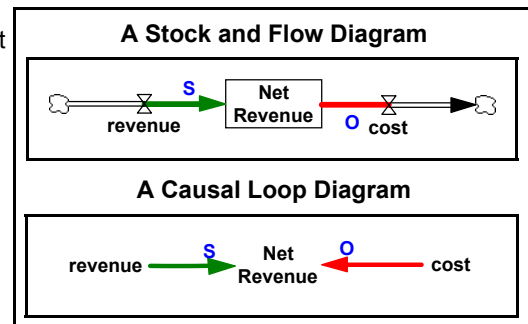 t
A Stock and Flow Diagram
S
Net
Revenue
revenue
O
cost
A Causal Loop Diagram
S
O
revenue
Net
Revenue
cost